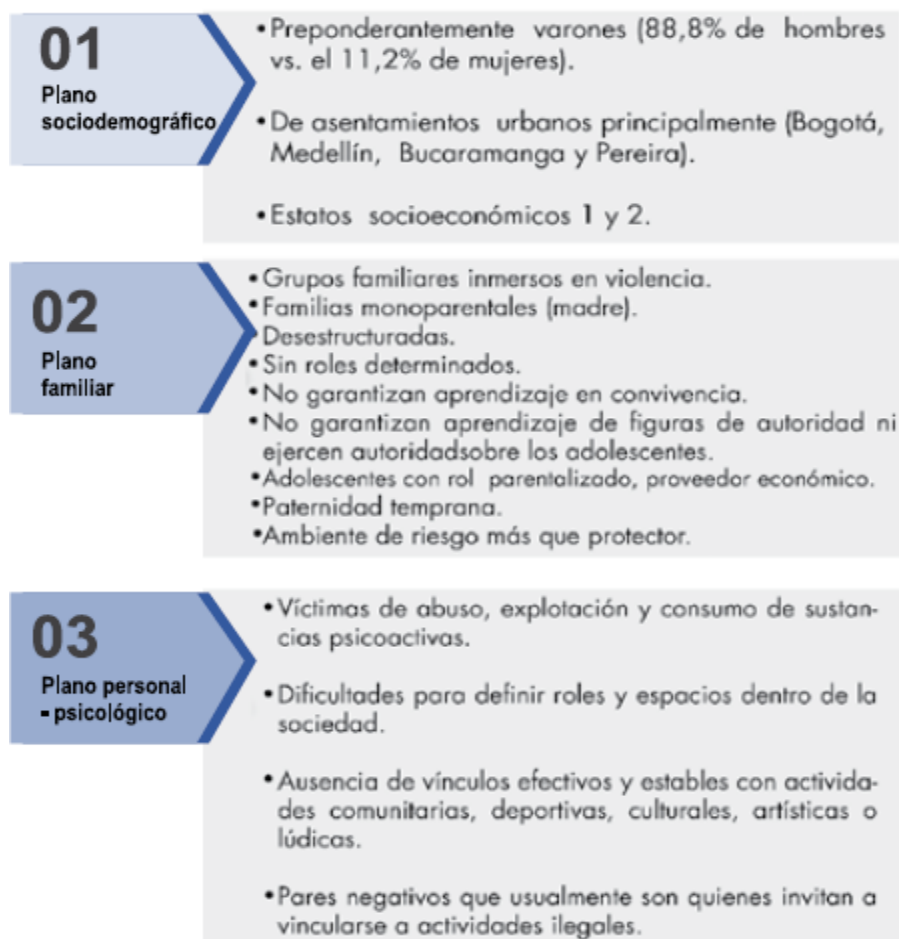 01
Plano
sociodemográfico
•Preponderantemente varones (88,8% de hombres
vs. el 11,2% de mujeres).
•De asentamientos urbanos principalmente (Bogotá,
Medellín, Bucaramanga y Pereira).
•Estatos socioeconómicos 1 y 2.
02
Plano
familiar
•Grupos familiares inmersos en violencia.
•Familias monoparentales (madre).
•Desestructuradas.
•Sin roles determinados.
•No garantizan aprendizaje en convivencia.
•No garantizan aprendizaje de figuras de autoridad ni
ejercen autoridadsobre los adolescentes.
•Adolescentes con rol parentalizado, proveedor económico.
•Paternidad temprana.
•Ambiente de riesgo más que protector.
03
Plano personal
- psicológico
•Víctimas de abuso, explotación y consumo de sustan-
cias psicoactivas.
•Dificultades para definir roles y espacios dentro de la
sociedad.
•Ausencia de vínculos efectivos y estables con activida-
des comunitarias, deportivas, culturales, artísticas o
lúdicas.
•Pares negativos que usualmente son quienes invitan a
vincularse a actividades ilegales.